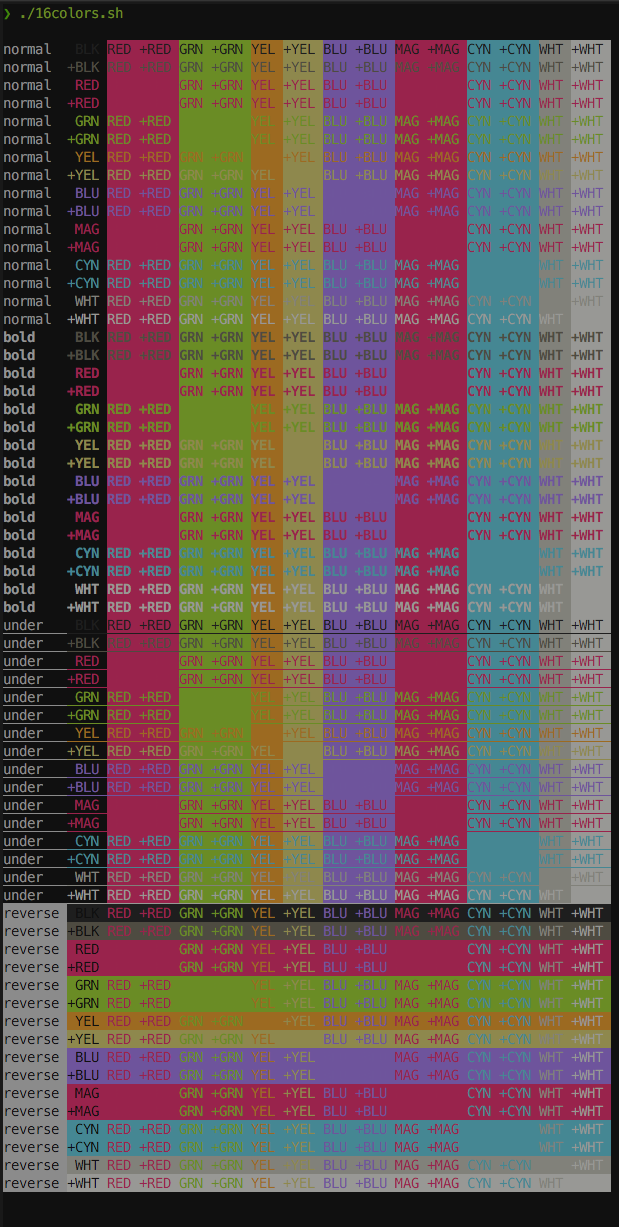 ❯ ./16colors.sh
normal BLK RED +RED GRN +GRN YEL +YEL BLU +BLU MAG +MAG CYN +CYN WHT +WHT
normal +BLK RED +RED GRN +GRN YEL +YEL BLU +BLU MAG +MAG CYN +CYN WHT +WHT
normal RED GRN +GRN YEL +YEL BLU +BLU CYN +CYN WHT +WHT
normal +RED GRN +GRN YEL +YEL BLU +BLU CYN +CYN WHT +WHT
normal GRN RED +RED YEL +YEL BLU +BLU MAG +MAG CYN +CYN WHT +WHT
normal +GRN RED +RED YEL +YEL BLU +BLU MAG +MAG CYN +CYN WHT +WHT
normal YEL RED +RED GRN +GRN +YEL BLU +BLU MAG +MAG CYN +CYN WHT +WHT
normal +YEL RED +RED GRN +GRN YEL BLU +BLU MAG +MAG CYN +CYN WHT +WHT
normal BLU RED +RED GRN +GRN YEL +YEL MAG +MAG CYN +CYN WHT +WHT
normal +BLU RED +RED GRN +GRN YEL +YEL MAG +MAG CYN +CYN WHT +WHT
normal MAG GRN +GRN YEL +YEL BLU +BLU CYN +CYN WHT +WHT
normal +MAG GRN +GRN YEL +YEL BLU +BLU CYN +CYN WHT +WHT
normal CYN RED +RED GRN +GRN YEL +YEL BLU +BLU MAG +MAG WHT +WHT
normal +CYN RED +RED GRN +GRN YEL +YEL BLU +BLU MAG +MAG WHT +WHT
normal WHT RED +RED GRN +GRN YEL +YEL BLU +BLU MAG +MAG CYN +CYN +WHT
normal +WHT RED +RED GRN +GRN YEL +YEL BLU +BLU MAG +MAG CYN +CYN WHT
bold BLK RED +RED GRN +GRN YEL +YEL BLU +BLU MAG +MAG CYN +CYN WHT +WHT
bold +BLK RED +RED GRN +GRN YEL +YEL BLU +BLU MAG +MAG CYN +CYN WHT +WHT
bold RED GRN +GRN YEL +YEL BLU +BLU CYN +CYN WHT +WHT
bold +RED GRN +GRN YEL +YEL BLU +BLU CYN +CYN WHT +WHT
bold GRN RED +RED YEL +YEL BLU +BLU MAG +MAG CYN +CYN WHT +WHT
bold +GRN RED +RED YEL +YEL BLU +BLU MAG +MAG CYN +CYN WHT +WHT
bold YEL RED +RED GRN +GRN YEL BLU +BLU MAG +MAG CYN +CYN WHT +WHT
bold +YEL RED +RED GRN +GRN YEL BLU +BLU MAG +MAG CYN +CYN WHT +WHT
bold BLU RED +RED GRN +GRN YEL +YEL MAG +MAG CYN +CYN WHT +WHT
bold +BLU RED +RED GRN +GRN YEL +YEL MAG +MAG CYN +CYN WHT +WHT
bold MAG GRN +GRN YEL +YEL BLU +BLU CYN +CYN WHT +WHT
bold +MAG GRN +GRN YEL +YEL BLU +BLU CYN +CYN WHT +WHT
bold CYN RED +RED GRN +GRN YEL +YEL BLU +BLU MAG +MAG WHT +WHT
bold +CYN RED +RED GRN +GRN YEL +YEL BLU +BLU MAG +MAG WHT +WHT
bold WHT RED +RED GRN +GRN YEL +YEL BLU +BLU MAG +MAG CYN +CYN WHT
bold +WHT RED +RED GRN +GRN YEL +YEL BLU +BLU MAG +MAG CYN +CYN WHT
under BLK RED +RED GRN +GRN YEL +YEL BLU +BLU MAG +MAG CYN +CYN WHT +WHT
under +BLK RED +RED GRN +GRN YEL +YEL BLU +BLU MAG +MAG CYN +CYN WHT +WHT
under RED GRN +GRN YEL +YEL BLU +BLU CYN +CYN WHT +WHT
under +RED GRN +GRN YEL +YEL BLU +BLU CYN +CYN WHT +WHT
under GRN RED +RED YEL +YEL BLU +BLU MAG +MAG CYN +CYN WHT +WHT
under +GRN RED +RED YEL +YEL BLU +BLU MAG +MAG CYN +CYN WHT +WHT
under YEL RED +RED GRN +GRN +YEL BLU +BLU MAG +MAG CYN +CYN WHT +WHT
under +YEL RED +RED GRN +GRN YEL BLU +BLU MAG +MAG CYN +CYN WHT +WHT
under BLU RED +RED GRN +GRN YEL +YEL MAG +MAG CYN +CYN WHT +WHT
under +BLU RED +RED GRN +GRN YEL +YEL MAG +MAG CYN +CYN WHT +WHT
under MAG GRN +GRN YEL +YEL BLU +BLU CYN +CYN WHT +WHT
under +MAG GRN +GRN YEL +YEL BLU +BLU CYN +CYN WHT +WHT
under CYN RED +RED GRN +GRN YEL +YEL BLU +BLU MAG +MAG WHT +WHT
under +CYN RED +RED GRN +GRN YEL +YEL BLU +BLU MAG +MAG WHT +WHT
under WHT RED +RED GRN +GRN YEL +YEL BLU +BLU MAG +MAG CYN +CYN +WHT
under +WHT RED +RED GRN +GRN YEL +YEL BLU +BLU MAG +MAG CYN +CYN WHT
reverse BLK RED +RED GRN +GRN YEL +YEL BLU +BLU MAG +MAG CYN +CYN WHT +WHT
reverse +BLK RED +RED GRN +GRN YEL +YEL BLU +BLU MAG +MAG CYN +CYN WHT +WHT
reverse RED GRN +GRN YEL +YEL BLU +BLU CYN +CYN WHT +WHT
reverse +RED GRN +GRN YEL +YEL BLU +BLU CYN +CYN WHT +WHT
reverse GRN RED +RED YEL +YEL BLU +BLU MAG +MAG CYN +CYN WHT +WHT
reverse +GRN RED +RED YEL +YEL BLU +BLU MAG +MAG CYN +CYN WHT +WHT
reverse YEL RED +RED GRN +GRN +YEL BLU +BLU MAG +MAG CYN +CYN WHT +WHT
reverse +YEL RED +RED GRN +GRN YEL BLU +BLU MAG +MAG CYN +CYN WHT +WHT
reverse BLU RED +RED GRN +GRN YEL +YEL MAG +MAG CYN +CYN WHT +WHT
reverse +BLU RED +RED GRN +GRN YEL +YEL MAG +MAG CYN +CYN WHT +WHT
reverse MAG GRN +GRN YEL +YEL BLU +BLU CYN +CYN WHT +WHT
reverse +MAG GRN +GRN YEL +YEL BLU +BLU CYN +CYN WHT +WHT
reverse CYN RED +RED GRN +GRN YEL +YEL BLU +BLU MAG +MAG WHT +WHT
reverse +CYN RED +RED GRN +GRN YEL +YEL BLU +BLU MAG +MAG WHT +WHT
reverse WHT RED +RED GRN +GRN YEL +YEL BLU +BLU MAG +MAG CYN +CYN +WHT
reverse +WHT RED +RED GRN +GRN YEL +YEL BLU +BLU MAG +MAG CYN +CYN WHT